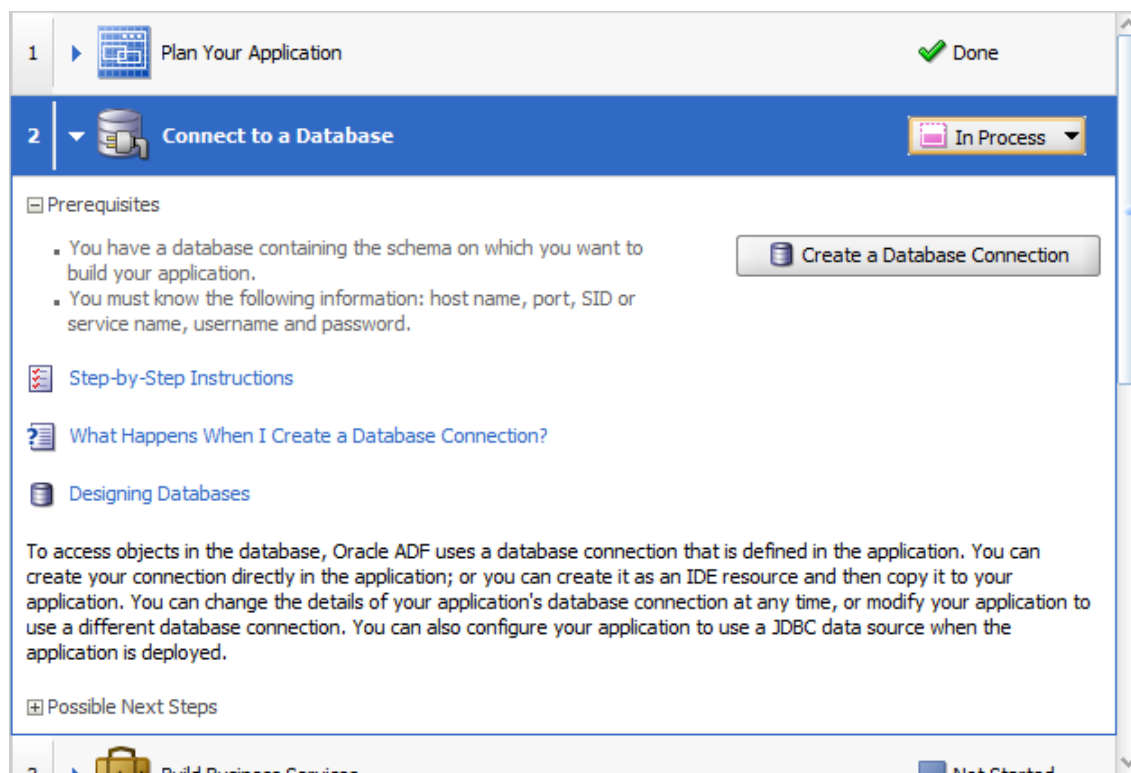 1 Plan Your Application Done
2 Connect to a Database In Process
Prerequisites
You have a database containing the schema on which you want to
build your application.
Create a Database Connection
You must know the following information: host name, port, SID or
service name, username and password.
Step-by-Step Instructions
What Happens When I Create a Database Connection?
Designing Databases
To access objects in the database, Oracle ADF uses a database connection that is defined in the application. You can
create your connection directly in the application; or you can create it as an IDE resource and then copy it to your
application. You can change the details of your application's database connection at any time, or modify your application to
use a different database connection. You can also configure your application to use a JDBC data source when the
application is deployed.
Possible Next Steps
3 Build Business Services Not Started